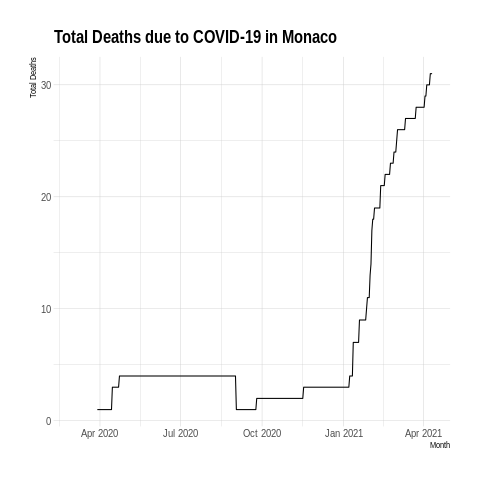 Total Deaths due to COVID-19 in Monaco
Total Deaths
30
20
10
0
Apr 2020 Jul 2020 Oct 2020 Jan 2021 Apr 2021
Month